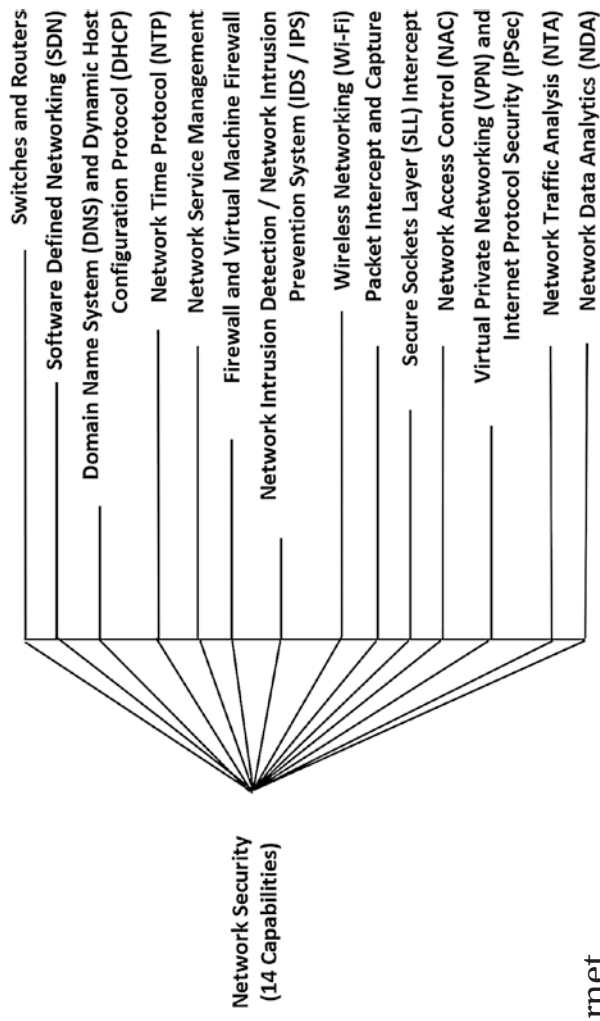 Network Security
(14 Capabilities)
Switches and Routers
Software Defined Networking (SDN)
Domain Name System (DNS) and Dynamic Host
Configuration Protocol (DHCP)
Network Time Protocol (NTP)
Network Service Management
Firewall and Virtual Machine Firewall
Network Intrusion Detection / Network Intrusion
Prevention System (IDS / IPS)
Wireless Networking (Wi-Fi)
Packet Intercept and Capture
Secure Sockets Layer (SLL) Intercept
Network Access Control (NAC)
Virtual Private Networking (VPN) and
Internet Protocol Security (IPSec)
Network Traffic Analysis (NTA)
Network Data Analytics (NDA)
rnet